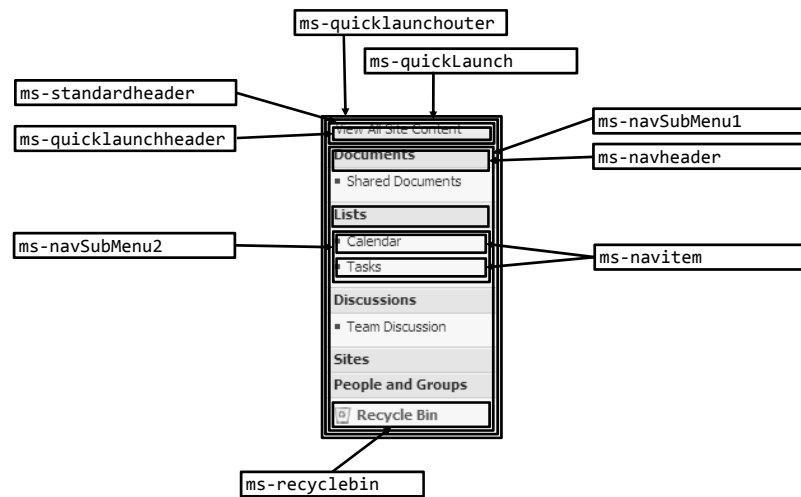 ms-quicklaunchouter
ms-quickLaunch
ms-standardheader
ms-quicklaunchheader
ms-navSubMenu1
ms-navheader
View All Site Content
Documents
Shared Documents
Lists
Calendar
Tasks
ms-navSubMenu2
ms-navitem
Discussions
Team Discussion
Sites
People and Groups
Recycle Bin
ms-recyclebin